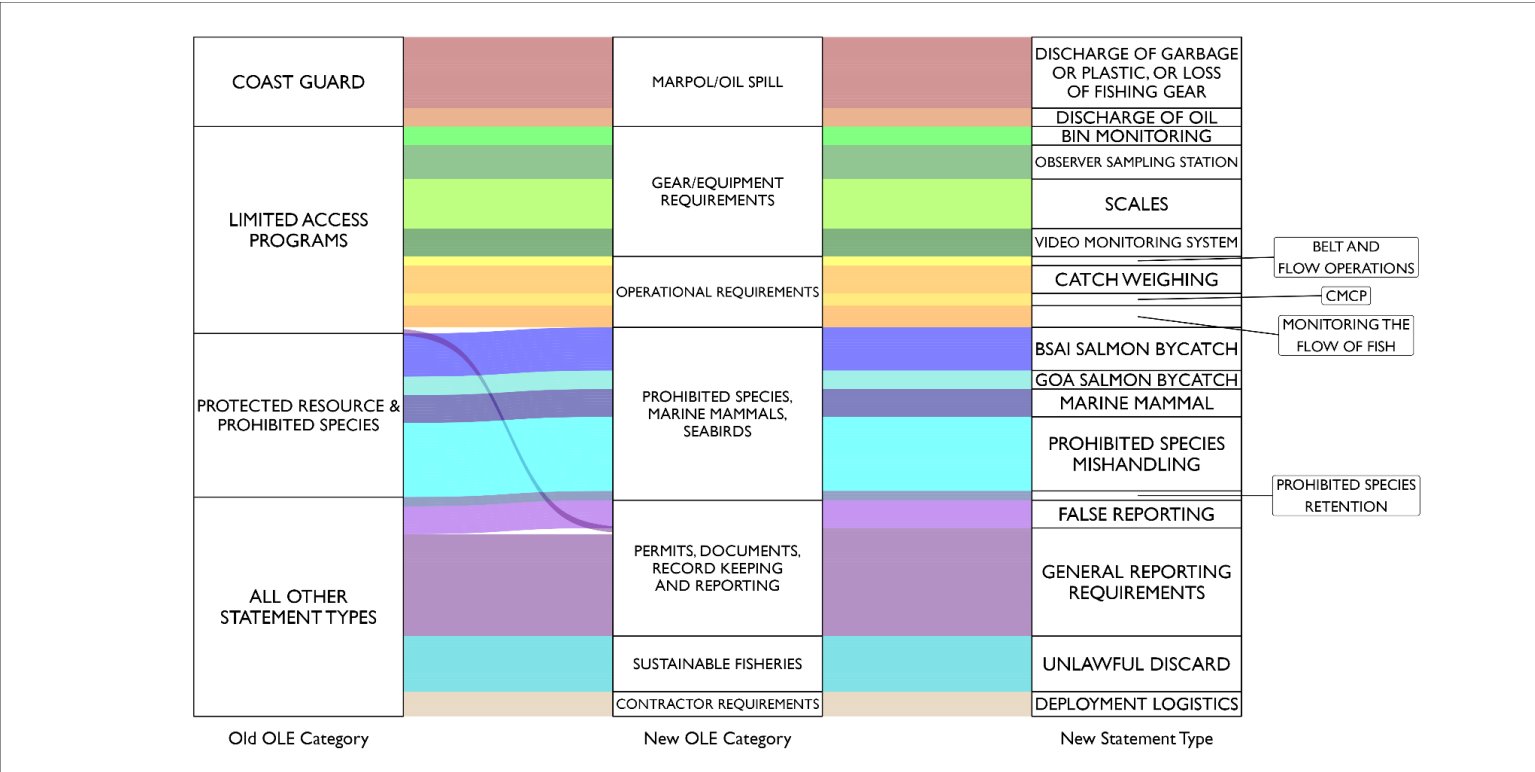 COAST GUARD
LIMITED ACCESS
PROGRAMS
PROTECTED RESOURCE &
PROHIBITED SPECIES
ALL OTHER
STATEMENT TYPES
Old OLE Category
MARPOL/OIL SPILL
GEAR/EQUIPMENT
REQUIREMENTS
OPERATIONAL REQUIREMENTS
PROHIBITED SPECIES,
MARINE MAMMALS,
SEABIRDS
PERMITS, DOCUMENTS,
RECORD KEEPING
AND REPORTING
SUSTAINABLE FISHERIES
CONTRACTOR REQUIREMENTS
New OLE Category
DISCHARGE OF GARBAGE
OR PLASTIC, OR LOSS
OF FISHING GEAR
DISCHARGE OF OIL
BIN MONITORING
OBSERVER SAMPLING STATION
SCALES
VIDEO MONITORING SYSTEM
BELT AND
FLOW OPERATIONS
CATCH WEIGHING
CMCP
MONITORING THE
FLOW OF FISH
BSAI SALMON BYCATCH
GOA SALMON BYCATCH
MARINE MAMMAL
PROHIBITED SPECIES
MISHANDLING
PROHIBITED SPECIES
RETENTION
FALSE REPORTING
GENERAL REPORTING
REQUIREMENTS
UNLAWFUL DISCARD
DEPLOYMENT LOGISTICS
New Statement Type